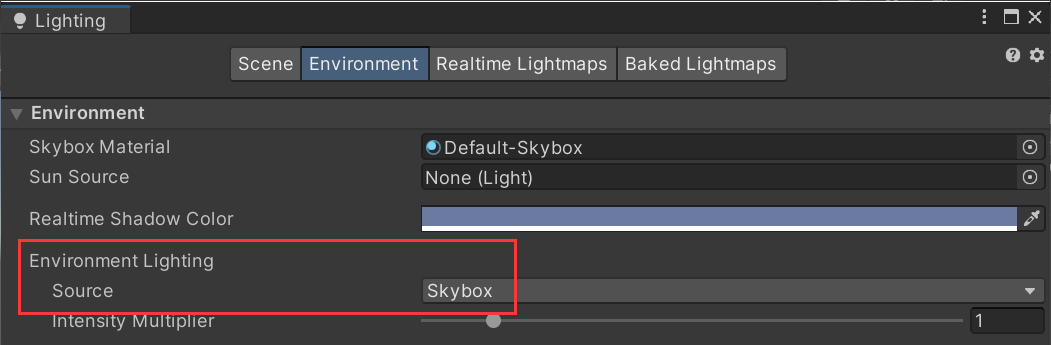 Lighting
Scene Environment Realtime Lightmaps Baked Lightmaps
Environment
Skybox Material Default-Skybox
Sun Source None (Light)
Realtime Shadow Color
Environment Lighting
Source Skybox
Intensity Multiplier 1